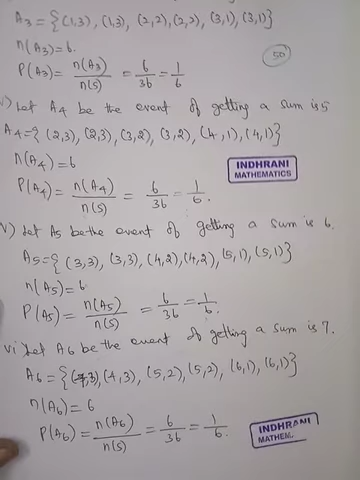 A3 = {(1,3), (1,3), (2,2), (2,2), (3,1), (3,1)}
n(A3)=6.
50
P(A3) = n(A3)/n(S) = 6/36 = 1/6
v) Let A4 be the event of getting a sum is 5
A4={(2,3), (2,3), (3,2), (3,2), (4,1), (4,1)}
n(A4)=6
INDHRANI
MATHEMATICS
P(A4) = n(A4)/n(S) = 6/36 = 1/6.
v) Let A5 be the event of getting a sum is 6.
A5={(3,3), (3,3), (4,2), (4,2), (5,1), (5,1)}
n(A5)=6
P(A5) = n(A5)/n(S) = 6/36 = 1/6.
vi) Let A6 be the event of getting a sum is 7.
A6={(4,3), (4,3), (5,2), (5,2), (6,1), (6,1)}
n(A6)=6
P(A6) = n(A6)/n(S) = 6/36 = 1/6.
INDHRANI
MATHEM